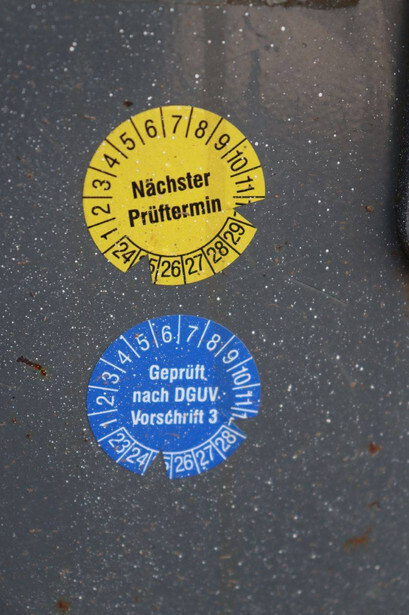 1 2 3 4 5 6 7 8 9 10 11
Nächster
Prüftermin
24 26 27 28 29
1 2 3 4 5 6 7 8 9 10 11
Geprüft
nach DGUV
Vorschrift 3
23 24 26 27 28